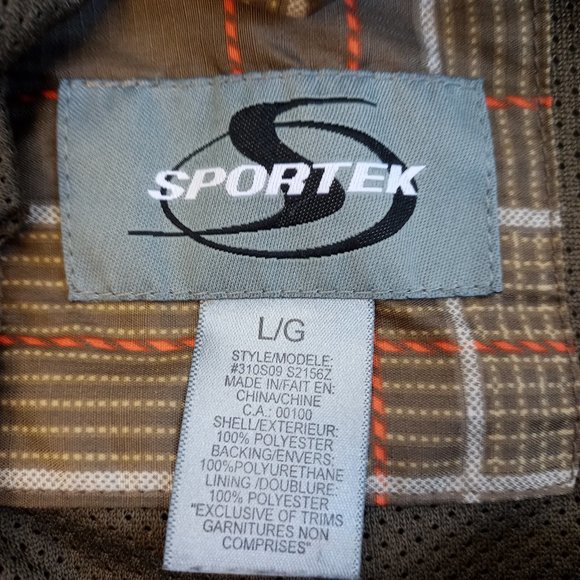 SPORTEK
L/G
STYLE/MODELE:
#310S09 S2156Z
MADE IN/FAIT EN:
CHINA/CHINE
C.A.: 00100
SHELL/EXTERIEUR:
100% POLYESTER
BACKING/ENVERS:
100%POLYURETHANE
LINING /DOUBLURE:
100% POLYESTER
"EXCLUSIVE OF TRIMS
GARNITURES NON
COMPRISES"